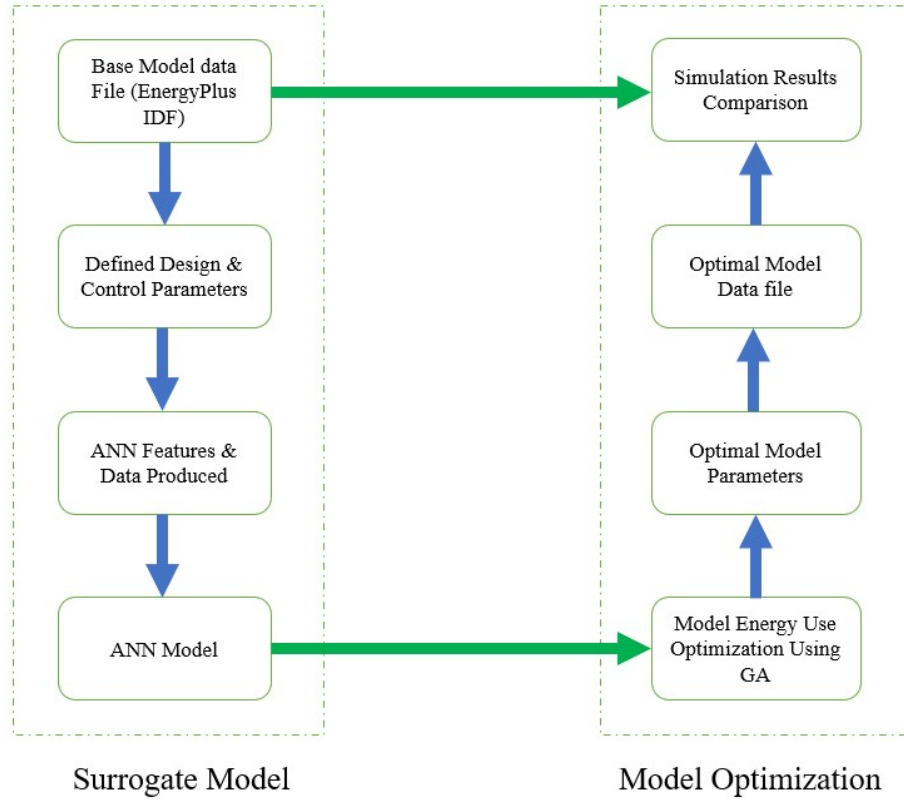 Base Model data
File (EnergyPlus
IDF)
Defined Design &
Control Parameters
ANN Features &
Data Produced
ANN Model
Surrogate Model
Simulation Results
Comparison
Optimal Model
Data file
Optimal Model
Parameters
Model Energy Use
Optimization Using
GA
Model Optimization